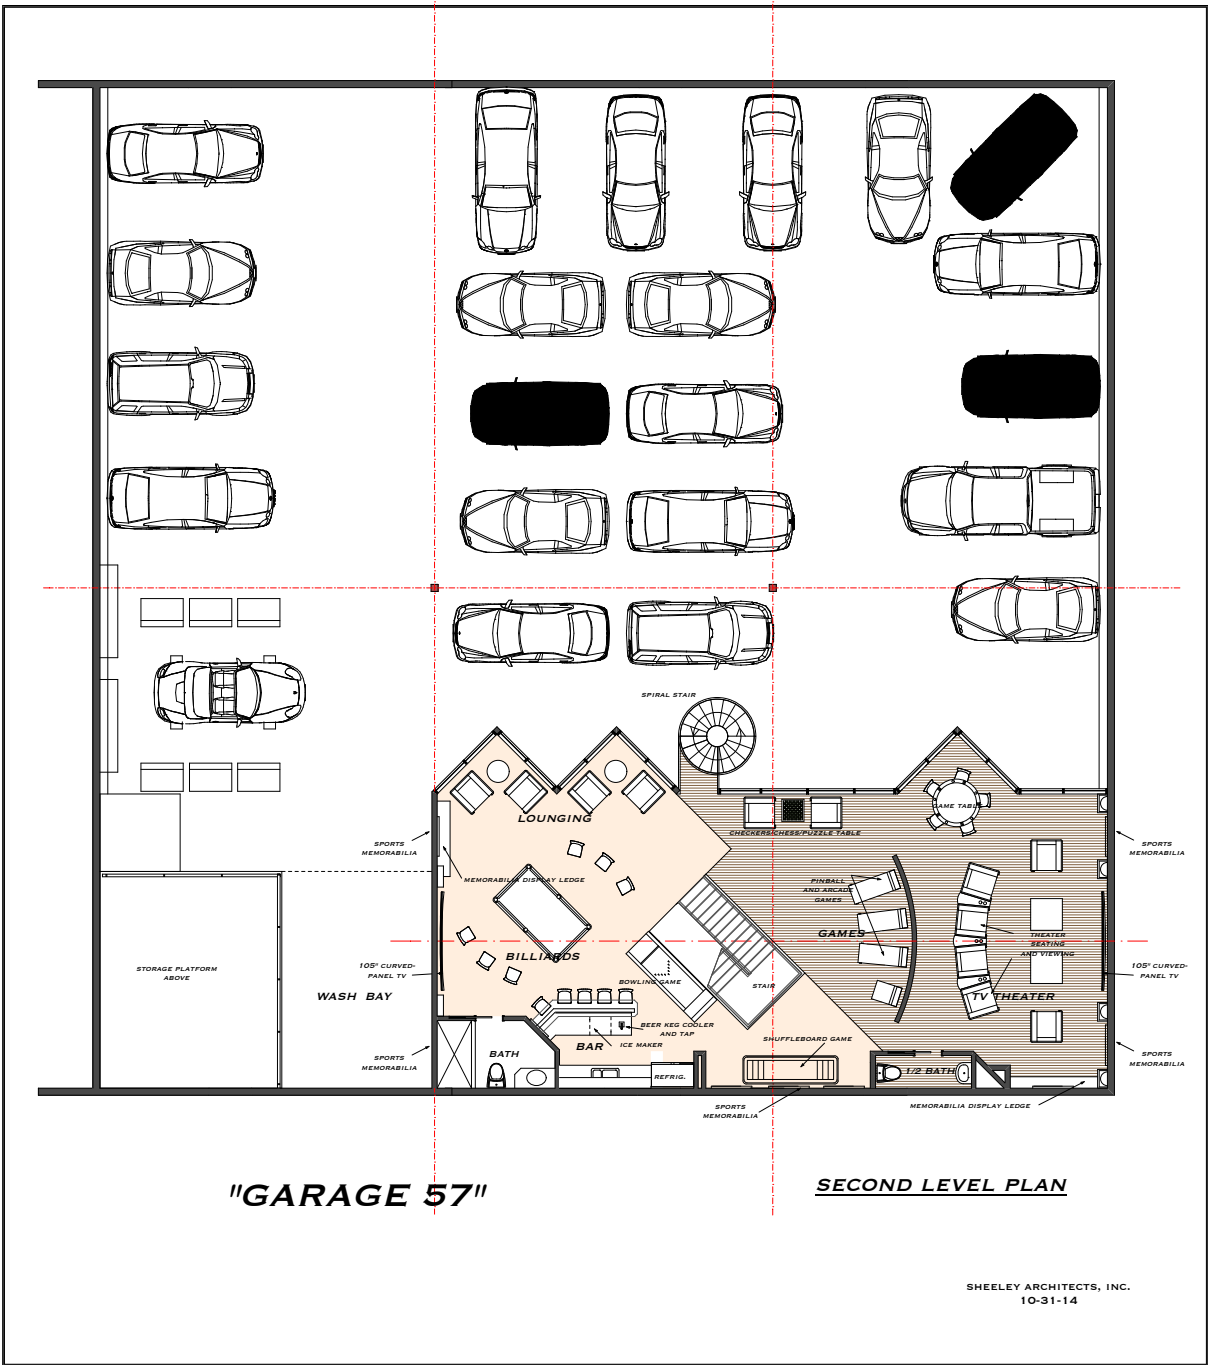 SPIRAL STAIR
GAME TABLE
LOUNGING
CHECKERS/CHESS/PUZZLE TABLE
SPORTS
MEMORABILIA
SPORTS
MEMORABILIA
MEMORABILIA DISPLAY LEDGE
PINBALL
AND ARCADE
GAMES
GAMES
THEATER
SEATING
AND VIEWING
BILLIARDS
105" CURVED-
PANEL TV
105" CURVED-
PANEL TV
STORAGE PLATFORM
ABOVE
WASH BAY
BOWLING GAME
STAIR
TV THEATER
BEER KEG COOLER
AND TAP
ICE MAKER
BAR
BATH
SHUFFLEBOARD GAME
SPORTS
MEMORABILIA
SPORTS
MEMORABILIA
REFRIG.
1/2 BATH
SPORTS
MEMORABILIA
MEMORABILIA DISPLAY LEDGE
"GARAGE 57"
SECOND LEVEL PLAN
SHEELEY ARCHITECTS, INC.
10-31-14